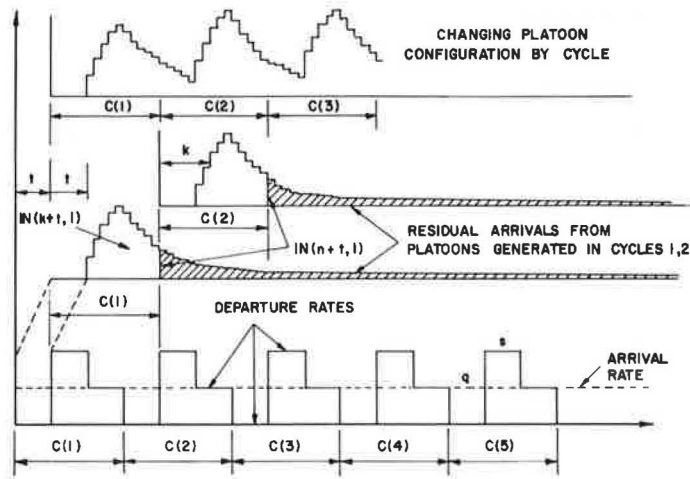 CHANGING PLATOON
CONFIGURATION BY CYCLE
C(1) C(2) C(3)
k
t t
C(2)
IN(k+t,1)
IN(n+t,1)
RESIDUAL ARRIVALS FROM
PLATOONS GENERATED IN CYCLES 1,2
C(1)
DEPARTURE RATES
s
q
ARRIVAL
RATE
C(1) C(2) C(3) C(4) C(5)